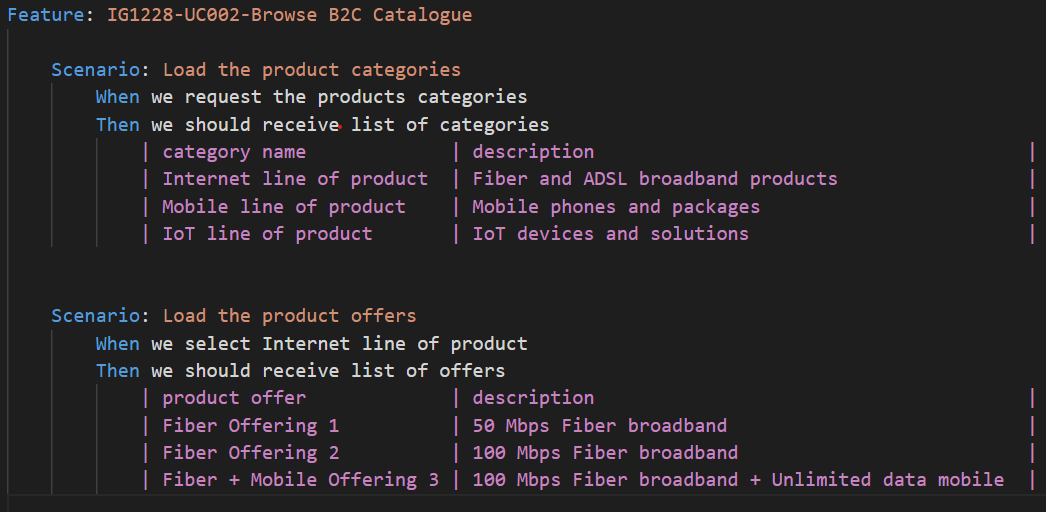 Feature: IG1228-UC002-Browse B2C Catalogue
Scenario: Load the product categories
When we request the products categories
Then we should receive list of categories
| category name | description |
| Internet line of product | Fiber and ADSL broadband products |
| Mobile line of product | Mobile phones and packages |
| IoT line of product | IoT devices and solutions |
Scenario: Load the product offers
When we select Internet line of product
Then we should receive list of offers
| product offer | description |
| Fiber Offering 1 | 50 Mbps Fiber broadband |
| Fiber Offering 2 | 100 Mbps Fiber broadband |
| Fiber + Mobile Offering 3 | 100 Mbps Fiber broadband + Unlimited data mobile |